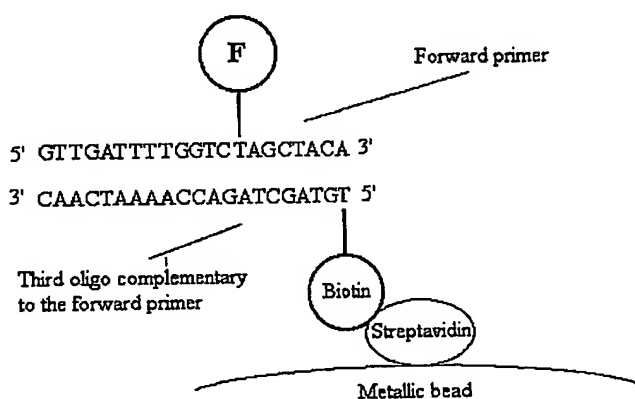 F
Forward primer
5' GTTGATTTTGGTCTAGCTACA 3'
3' CAACTAAAACCAGATCGATGT 5'
Third oligo complementary
to the forward primer
Biotin
Streptavidin
Metallic bead